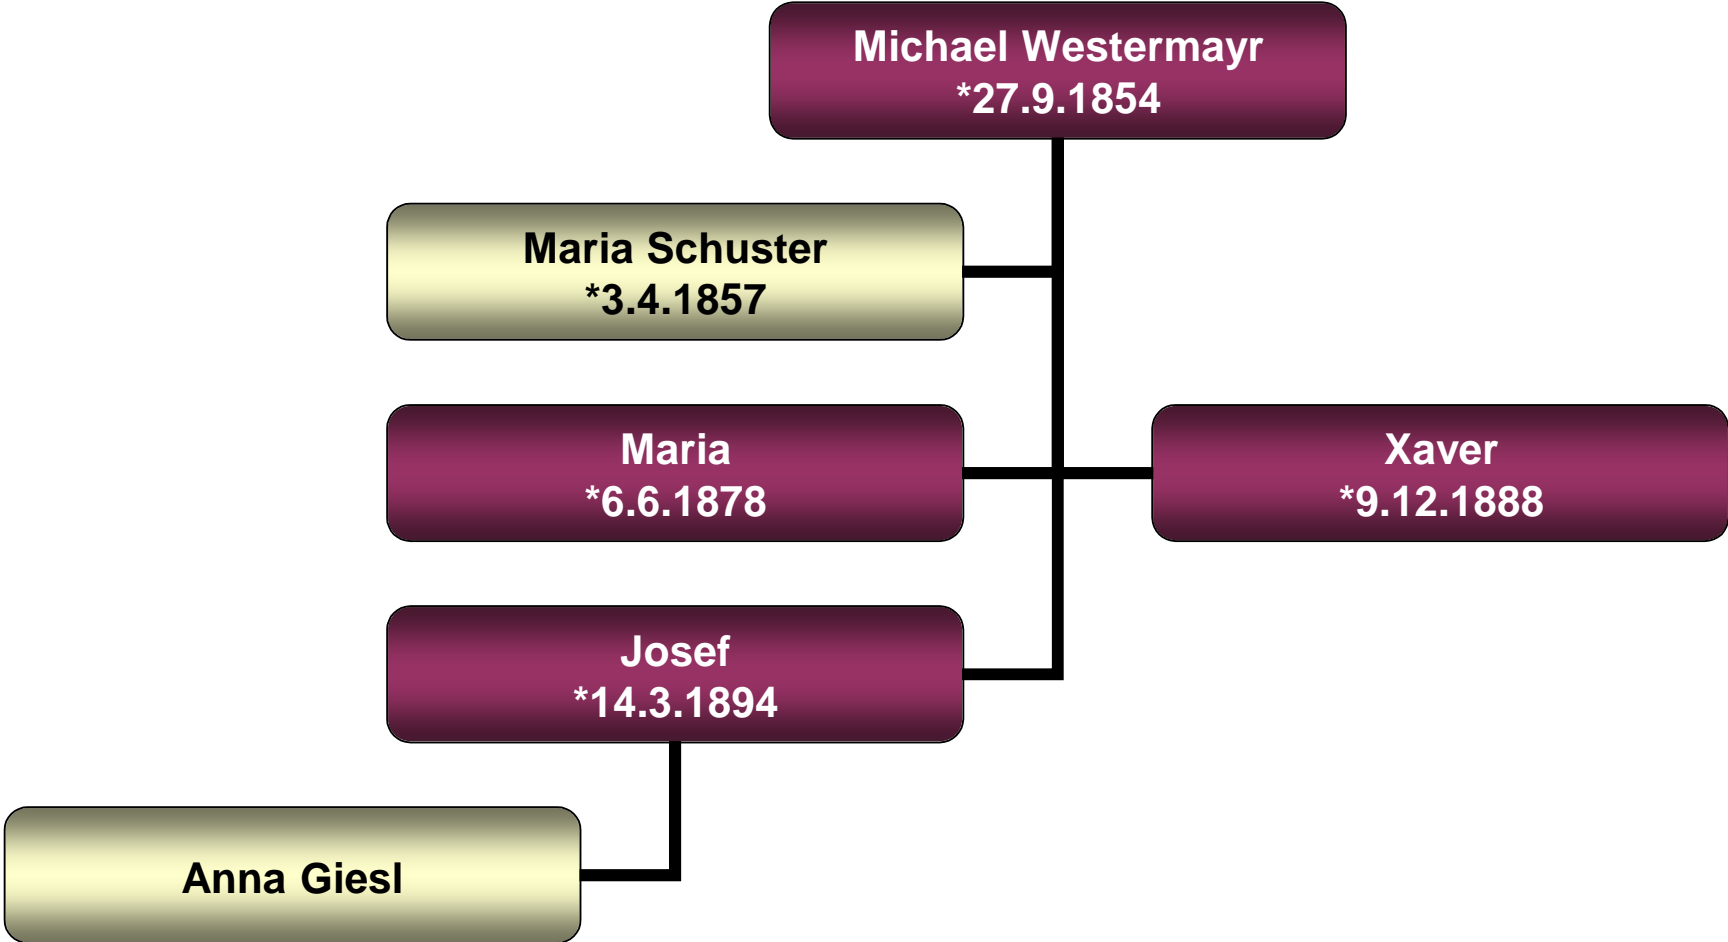 Michael Westermayr
*27.9.1854
Maria Schuster
*3.4.1857
Maria
*6.6.1878
Xaver
*9.12.1888
Josef
*14.3.1894
Anna Giesl